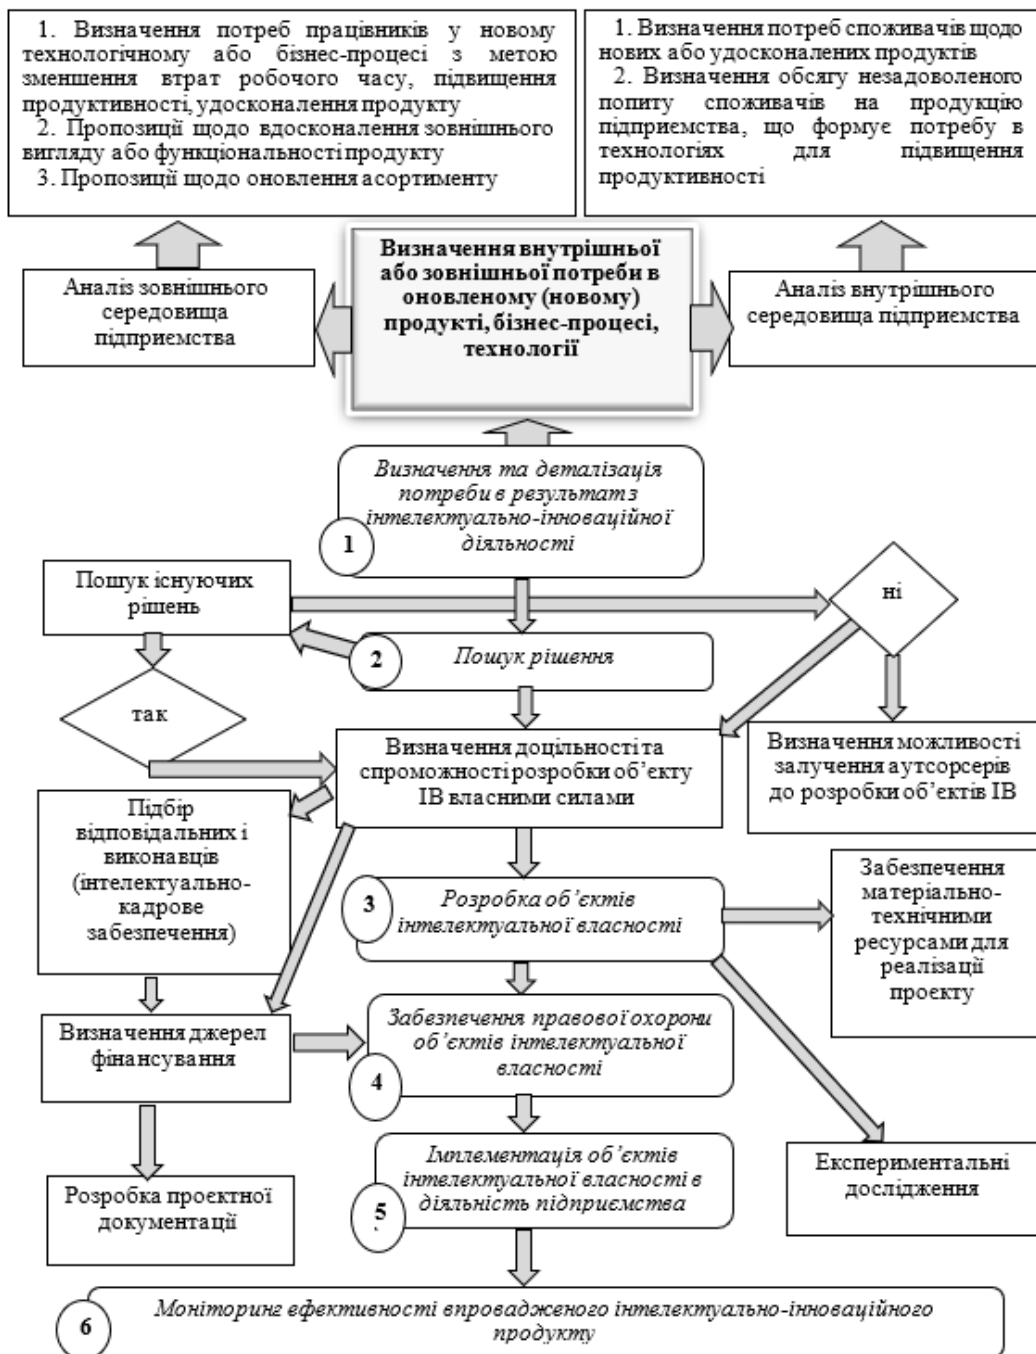 1. Визначення потреб працівників у новому
технологічному або бізнес-процесі з метою
зменшення втрат робочого часу, підвищення
продуктивності, удосконалення продукту
2. Пропозиції щодо вдосконалення зовнішнього
вигляду або функціональності продукту
3. Пропозиції щодо оновлення асортименту
1. Визначення потреб споживачів щодо
нових або удосконалених продуктів
2. Визначення обсягу незадоволеного
попиту споживачів на продукцію
підприємства, що формує потребу в
технологіях для підвищення
продуктивності
Визначення внутрішньої
або зовнішньої потреби в
оновленому (новому)
продукті, бізнес-процесі,
технології
Аналіз зовнішнього
середовища
підприємства
Аналіз внутрішнього
середовища підприємства
Визначення та деталізація
потреби в результат з
інтелектуально-інноваційної
діяльності
1
Пошук існуючих
рішень
ні
2
Пошук рішення
так
Визначення доцільності та
спроможності розробки об’єкту
ІВ власними силами
Визначення можливості
залучення аутсорсерів
до розробки об’єктів ІВ
Підбір
відповідальних і
виконавців
(інтелектуально-
кадрове
забезпечення)
3
Розробка об’єктів
інтелектуальної власності
Забезпечення
матеріально-
технічними
ресурсами для
реалізації
проекту
Визначення джерел
фінансування
Забезпечення правової охорони
об’єктів інтелектуальної
власності
4
Імплементація об’єктів
інтелектуальної власності в
діяльність підприємства
5
Експериментальні
дослідження
Розробка проєктної
документації
6
Моніторинг ефективності впровадженого інтелектуально-інноваційного
продукту